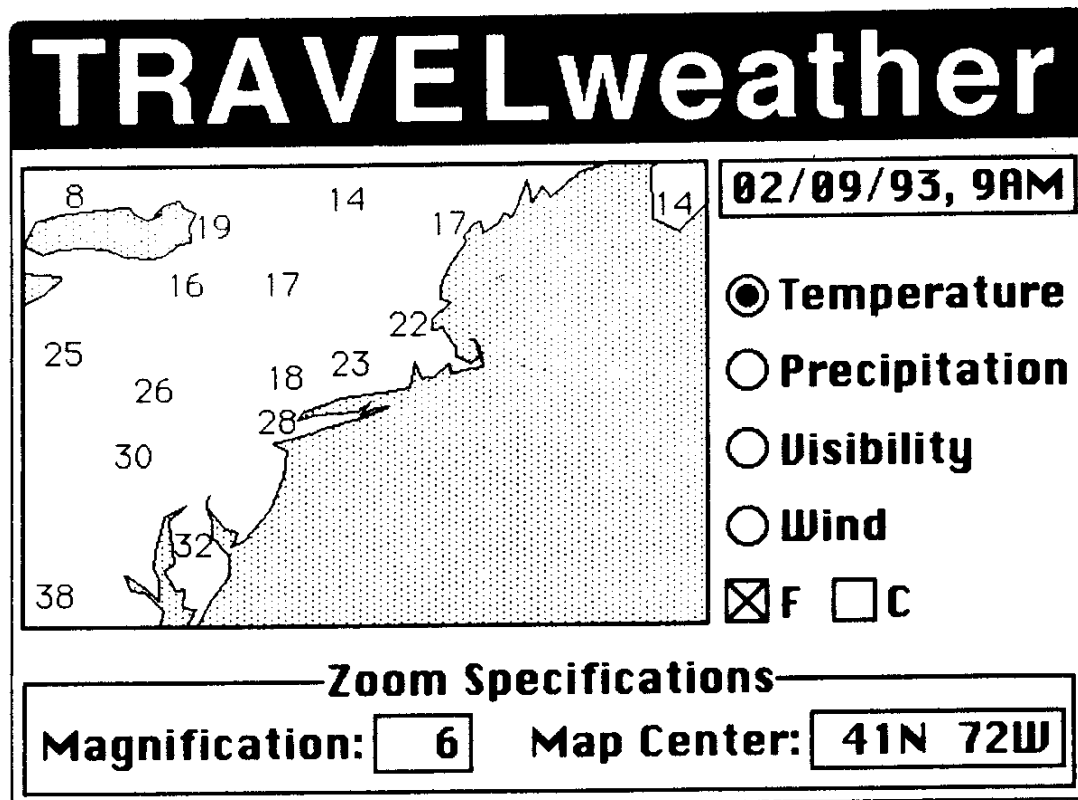 TRAVELweather
02/09/93, 9AM
8
14
14
19
17
16
17
22
25
23
18
26
28
30
32
38
Temperature
Precipitation
Visibility
Wind
F C
Zoom Specifications
Magnification: 6 Map Center: 41N 72W